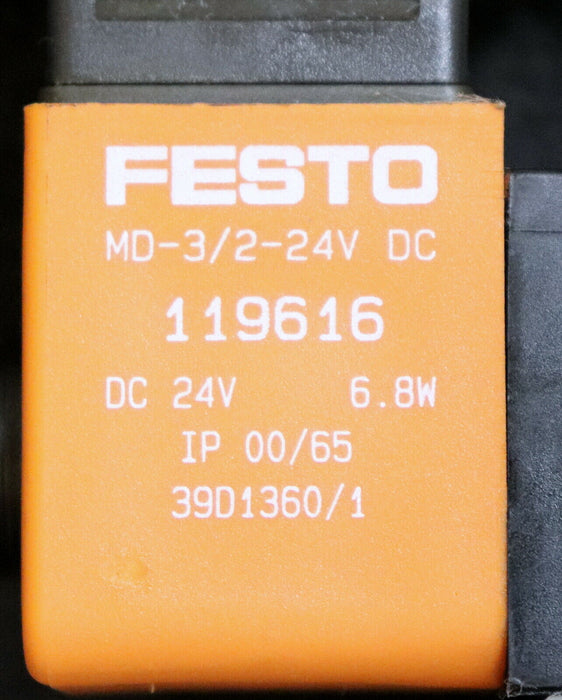 FESTO
MD-3/2-24V DC
119616
DC 24V 6.8W
IP 00/65
39D1360/1